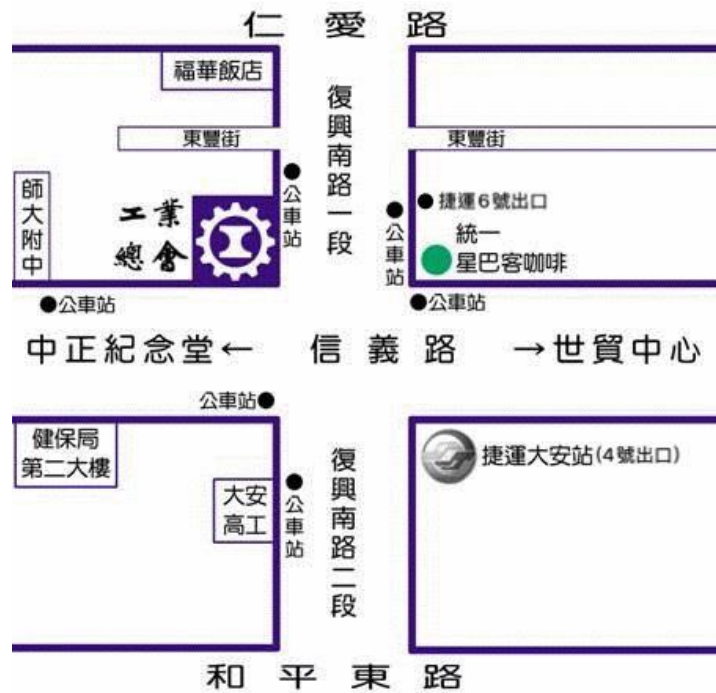 仁愛路
福華飯店
復興南路一段
東豐街
東豐街
師大附中
工業
總會
公車站
公車站
捷運6號出口
統一
星巴客咖啡
公車站
公車站
中正紀念堂←
信義路
→世貿中心
公車站
健保局
第二大樓
大安
高工
公車站
復興南路二段
捷運大安站(4號出口)
和平東路